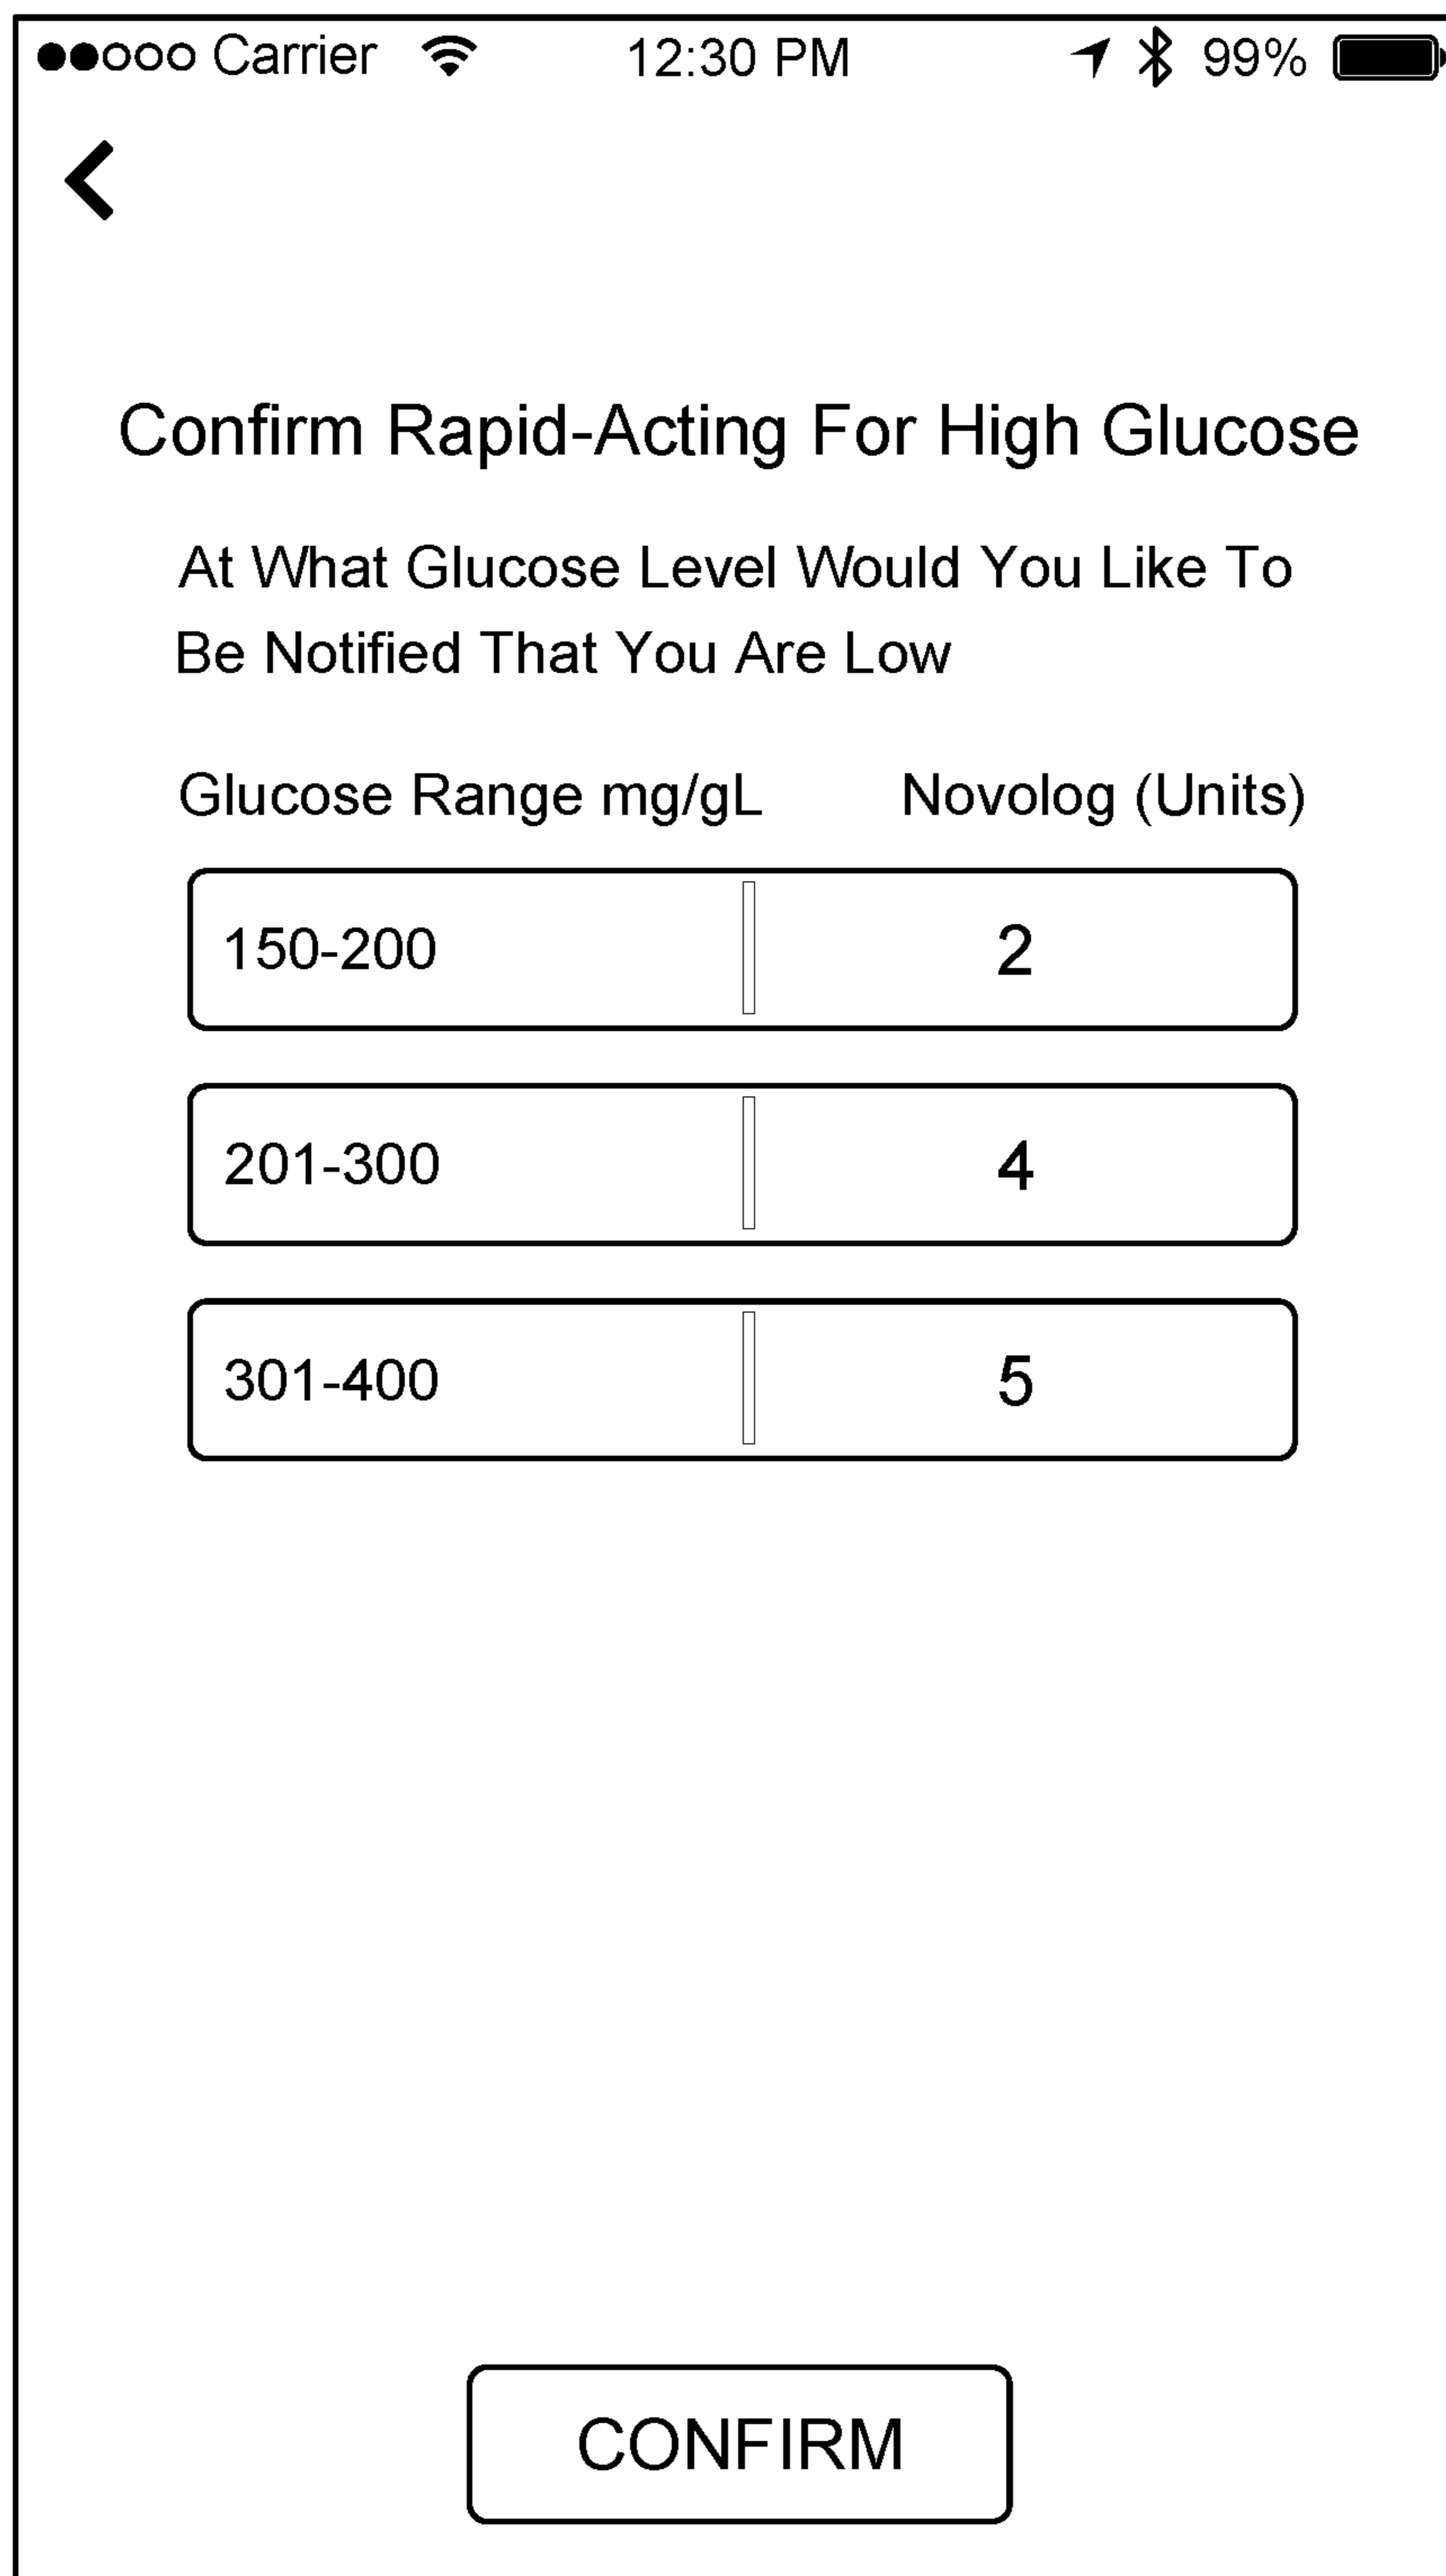 Carrier 12:30 PM 99%
Confirm Rapid-Acting For High Glucose
At What Glucose Level Would You Like To
Be Notified That You Are Low
Glucose Range mg/gL Novolog (Units)
150-200 2
201-300 4
301-400 5
CONFIRM